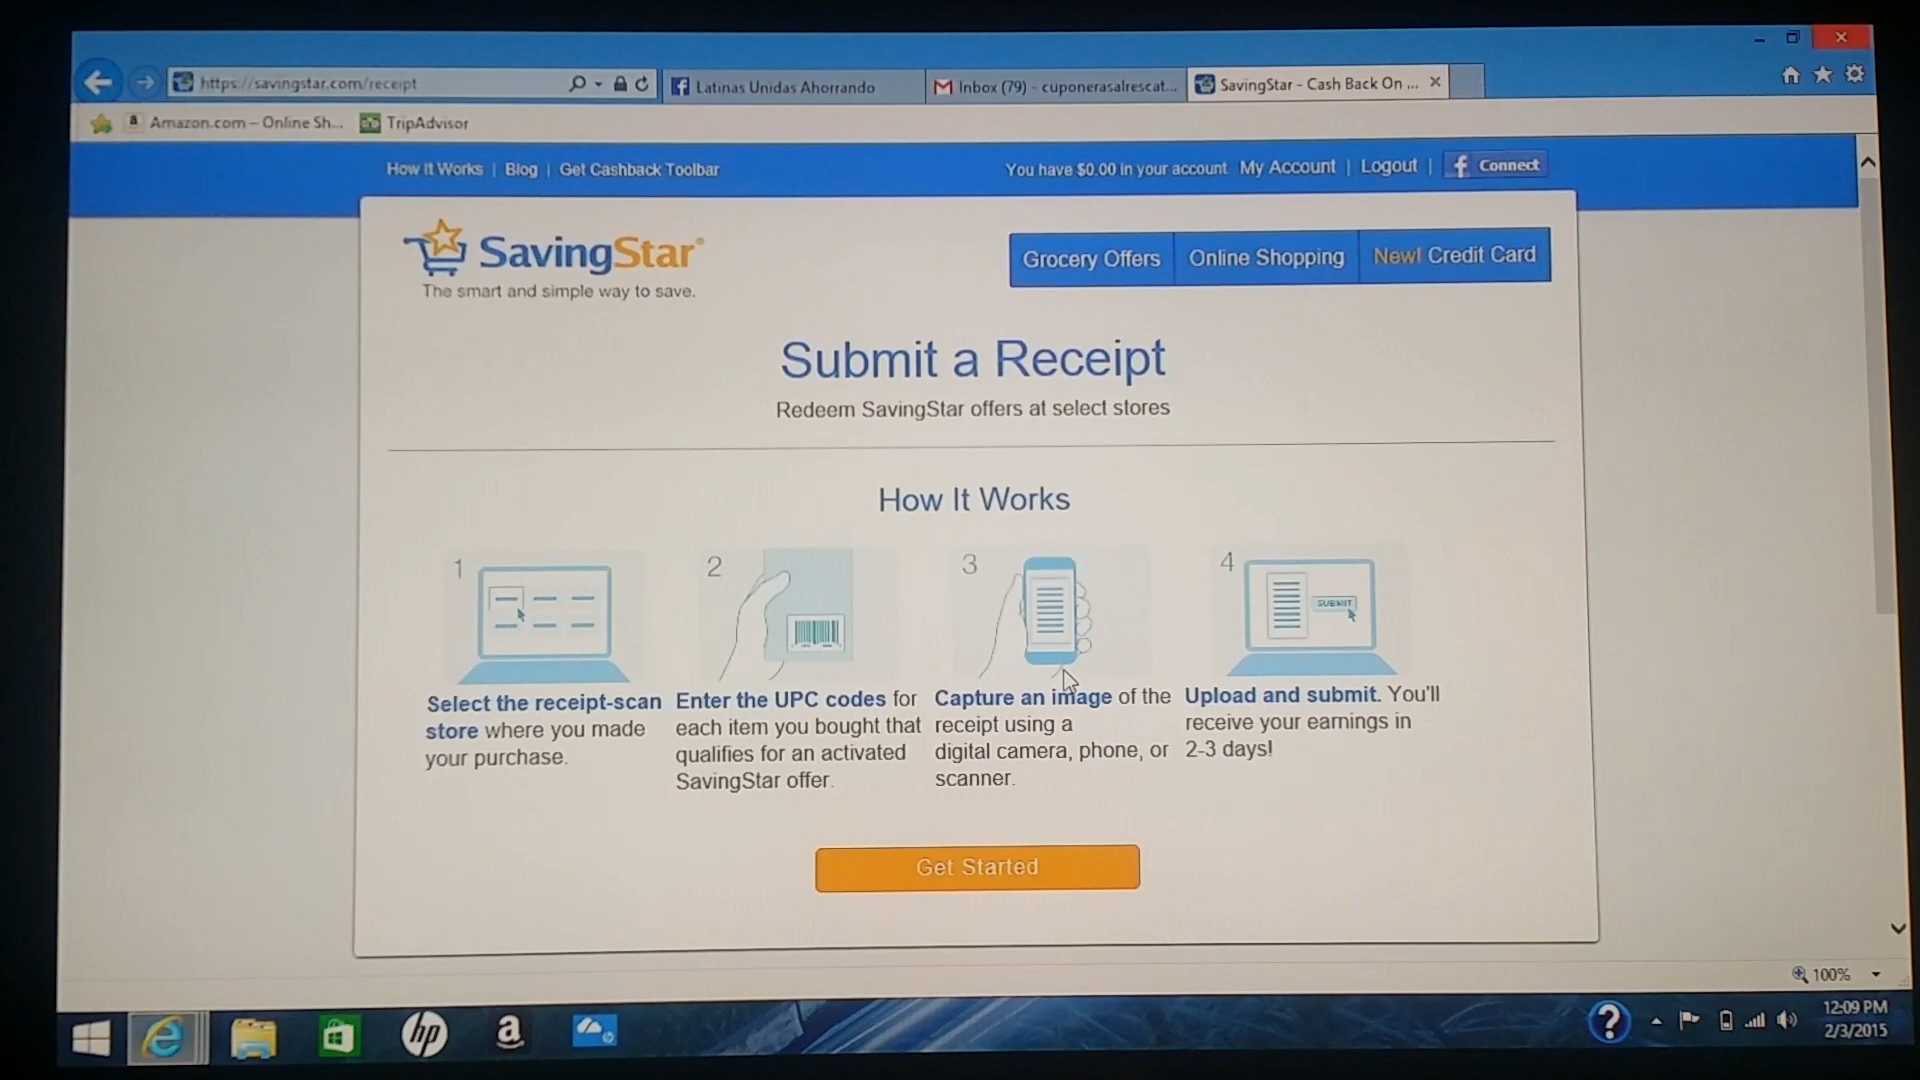 https://savingstar.com/receipt
Latinas Unidas Ahorrando
Inbox (79) - cuponerasalrescat...
SavingStar - Cash Back On ...
Amazon.com – Online Sh...
TripAdvisor
How It Works | Blog | Get Cashback Toolbar
You have $0.00 in your account My Account | Logout | f Connect
SavingStar®
The smart and simple way to save.
Grocery Offers
Online Shopping
New! Credit Card
Submit a Receipt
Redeem SavingStar offers at select stores
How It Works
1
Select the receipt-scan
store where you made
your purchase.
2
Enter the UPC codes for
each item you bought that
qualifies for an activated
SavingStar offer.
3
Capture an image of the
receipt using a
digital camera, phone, or
scanner.
4
SUBMIT
Upload and submit. You'll
receive your earnings in
2-3 days!
Get Started
100%
hp
a
?
12:09 PM
2/3/2015